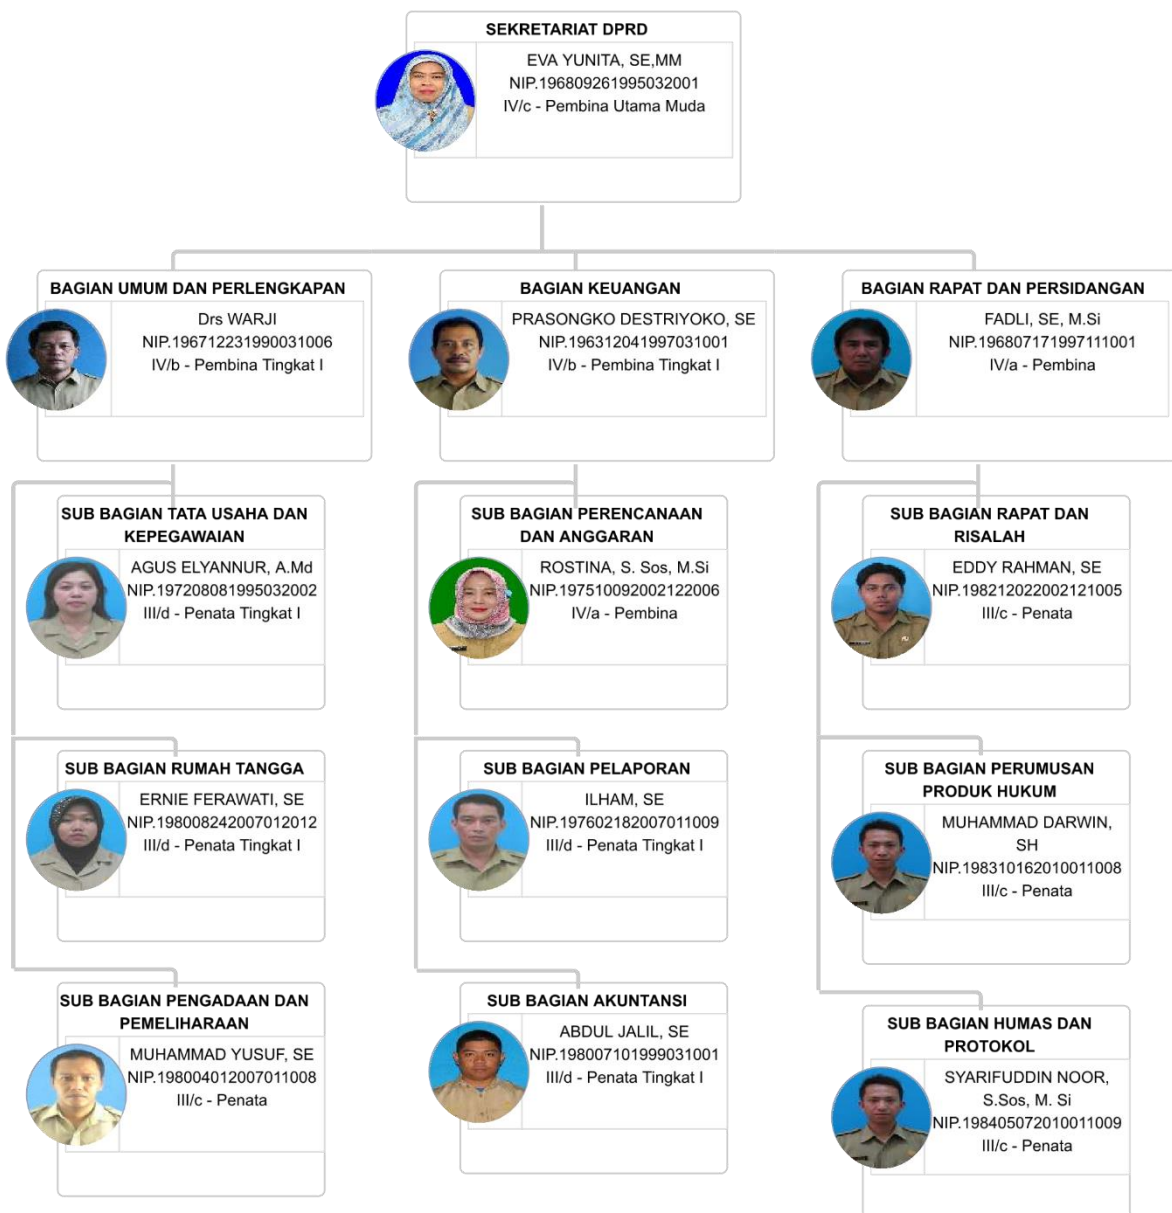 SEKRETARIAT DPRD
EVA YUNITA, SE,MM
NIP.196809261995032001
IV/c - Pembina Utama Muda
BAGIAN UMUM DAN PERLENGKAPAN
Drs WARJI
NIP.196712231990031006
IV/b - Pembina Tingkat I
BAGIAN KEUANGAN
PRASONGKO DESTRIYOKO, SE
NIP.196312041997031001
IV/b - Pembina Tingkat I
BAGIAN RAPAT DAN PERSIDANGAN
FADLI, SE, M.Si
NIP.196807171997111001
IV/a - Pembina
SUB BAGIAN TATA USAHA DAN
KEPEGAWAIAN
AGUS ELYANNUR, A.Md
NIP.197208081995032002
III/d - Penata Tingkat I
SUB BAGIAN PERENCANAAN
DAN ANGGARAN
ROSTINA, S. Sos, M.Si
NIP.197510092002122006
IV/a - Pembina
SUB BAGIAN RAPAT DAN
RISALAH
EDDY RAHMAN, SE
NIP.198212022002121005
III/c - Penata
SUB BAGIAN RUMAH TANGGA
ERNIE FERAWATI, SE
NIP.198008242007012012
III/d - Penata Tingkat I
SUB BAGIAN PELAPORAN
ILHAM, SE
NIP.197602182007011009
III/d - Penata Tingkat I
SUB BAGIAN PERUMUSAN
PRODUK HUKUM
MUHAMMAD DARWIN,
SH
NIP.198310162010011008
III/c - Penata
SUB BAGIAN PENGADAAN DAN
PEMELIHARAAN
MUHAMMAD YUSUF, SE
NIP.198004012007011008
III/c - Penata
SUB BAGIAN AKUNTANSI
ABDUL JALIL, SE
NIP.198007101999031001
III/d - Penata Tingkat I
SUB BAGIAN HUMAS DAN
PROTOKOL
SYARIFUDDIN NOOR,
S.Sos, M. Si
NIP.198405072010011009
III/c - Penata